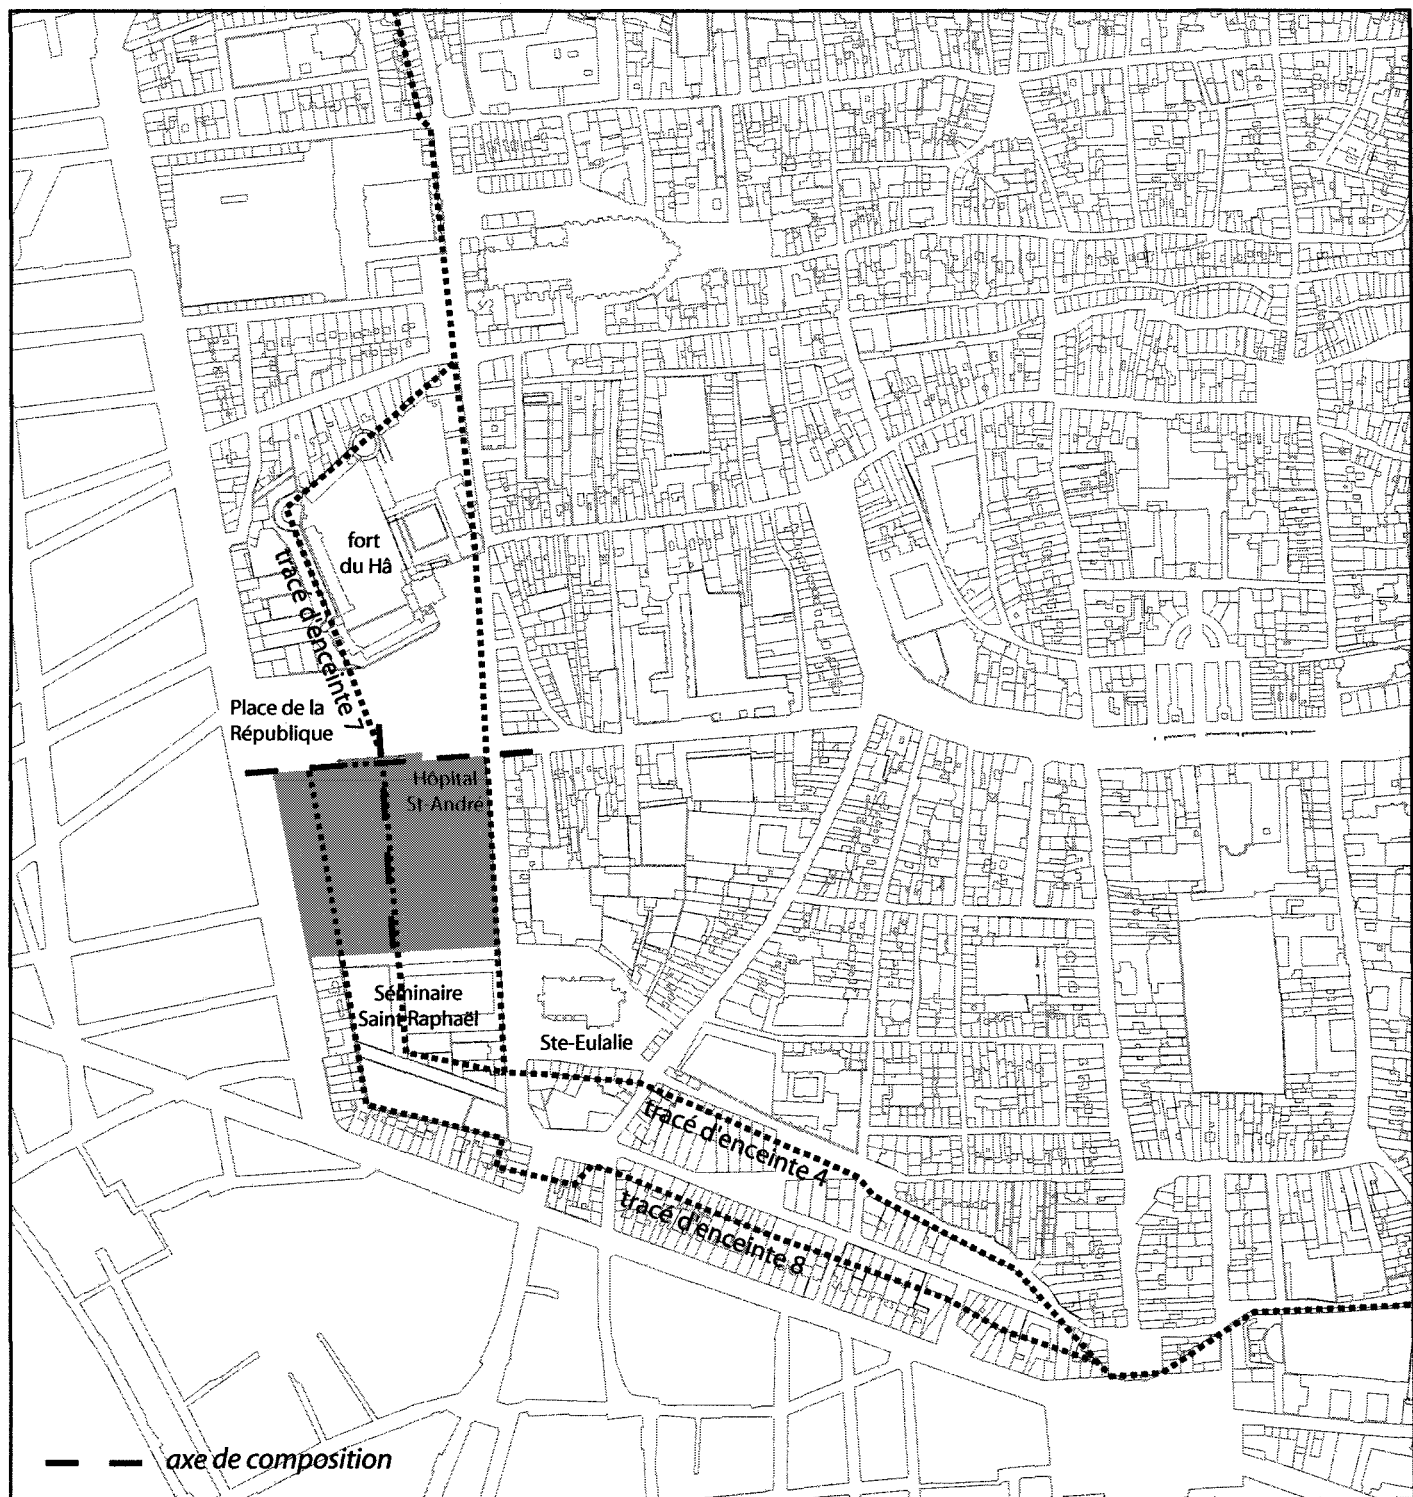 fort
du Hâ
tracé d'enceinte 7
Place de la
République
Hôpital
St-André
Séminaire
Saint-Raphaël
Ste-Eulalie
tracé d'enceinte 4
tracé d'enceinte 8
axe de composition